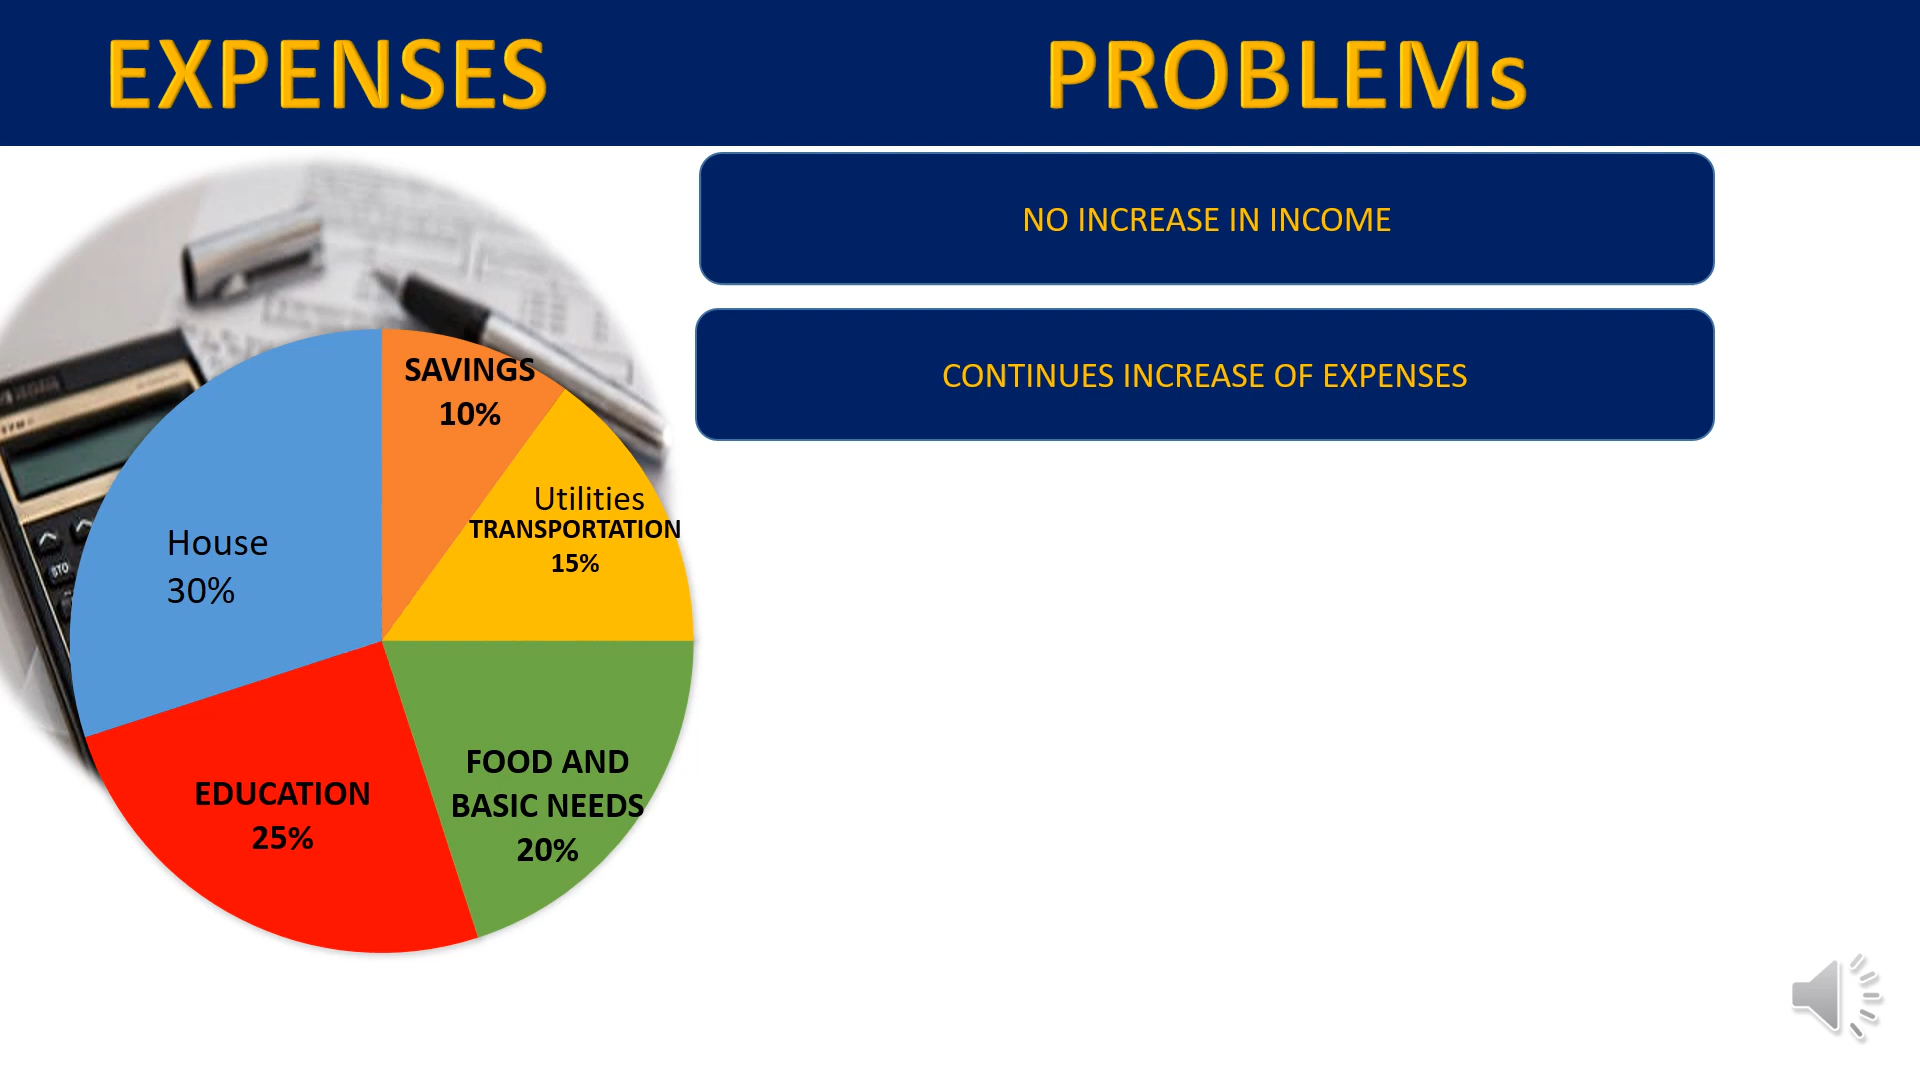 EXPENSES
PROBLEMs
NO INCREASE IN INCOME
CONTINUES INCREASE OF EXPENSES
SAVINGS
10%
Utilities
TRANSPORTATION
15%
House
30%
STO
FOOD AND
BASIC NEEDS
20%
EDUCATION
25%